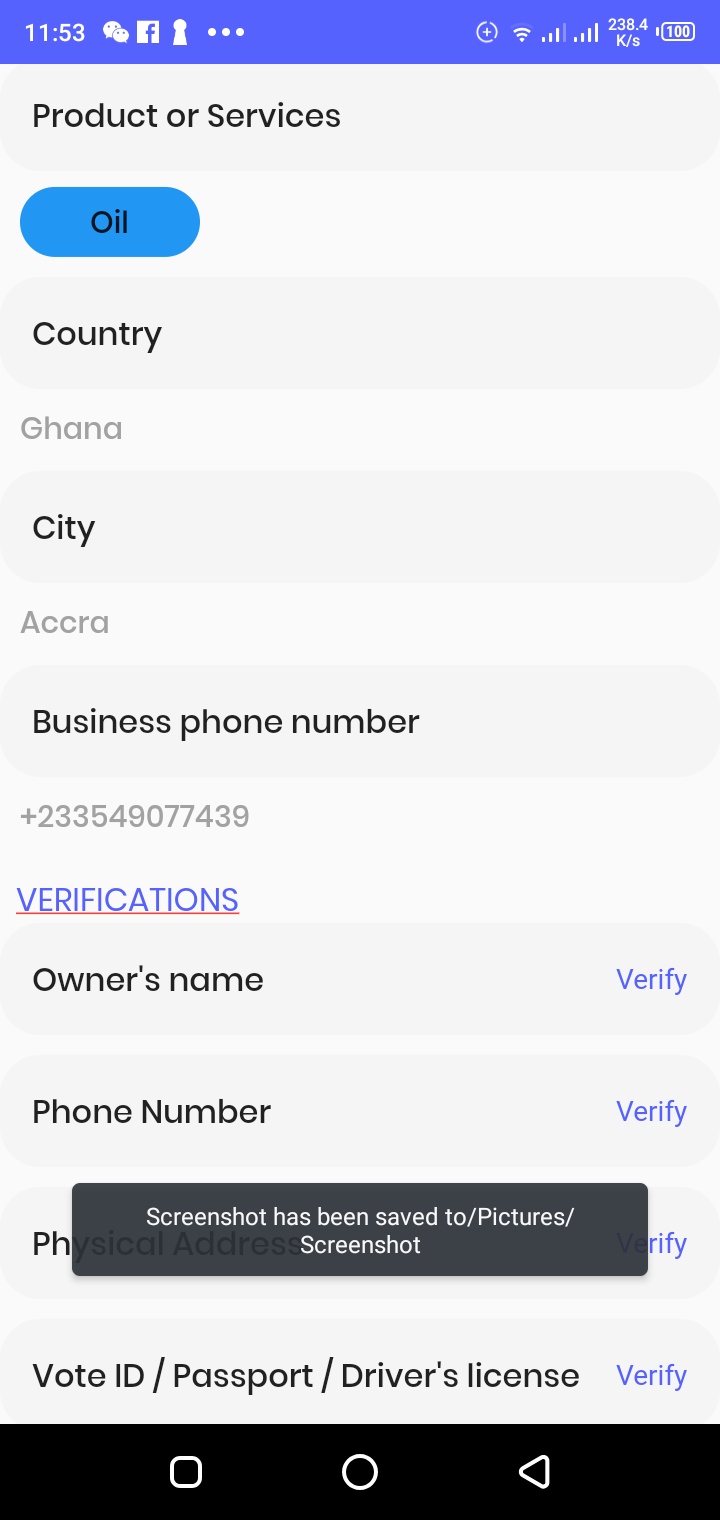 11:53
238.4
K/s
100
Product or Services
Oil
Country
Ghana
City
Accra
Business phone number
+233549077439
VERIFICATIONS
Owner's name Verify
Phone Number Verify
Physical Address Verify
Screenshot has been saved to/Pictures/
Screenshot
Vote ID / Passport / Driver's license Verify